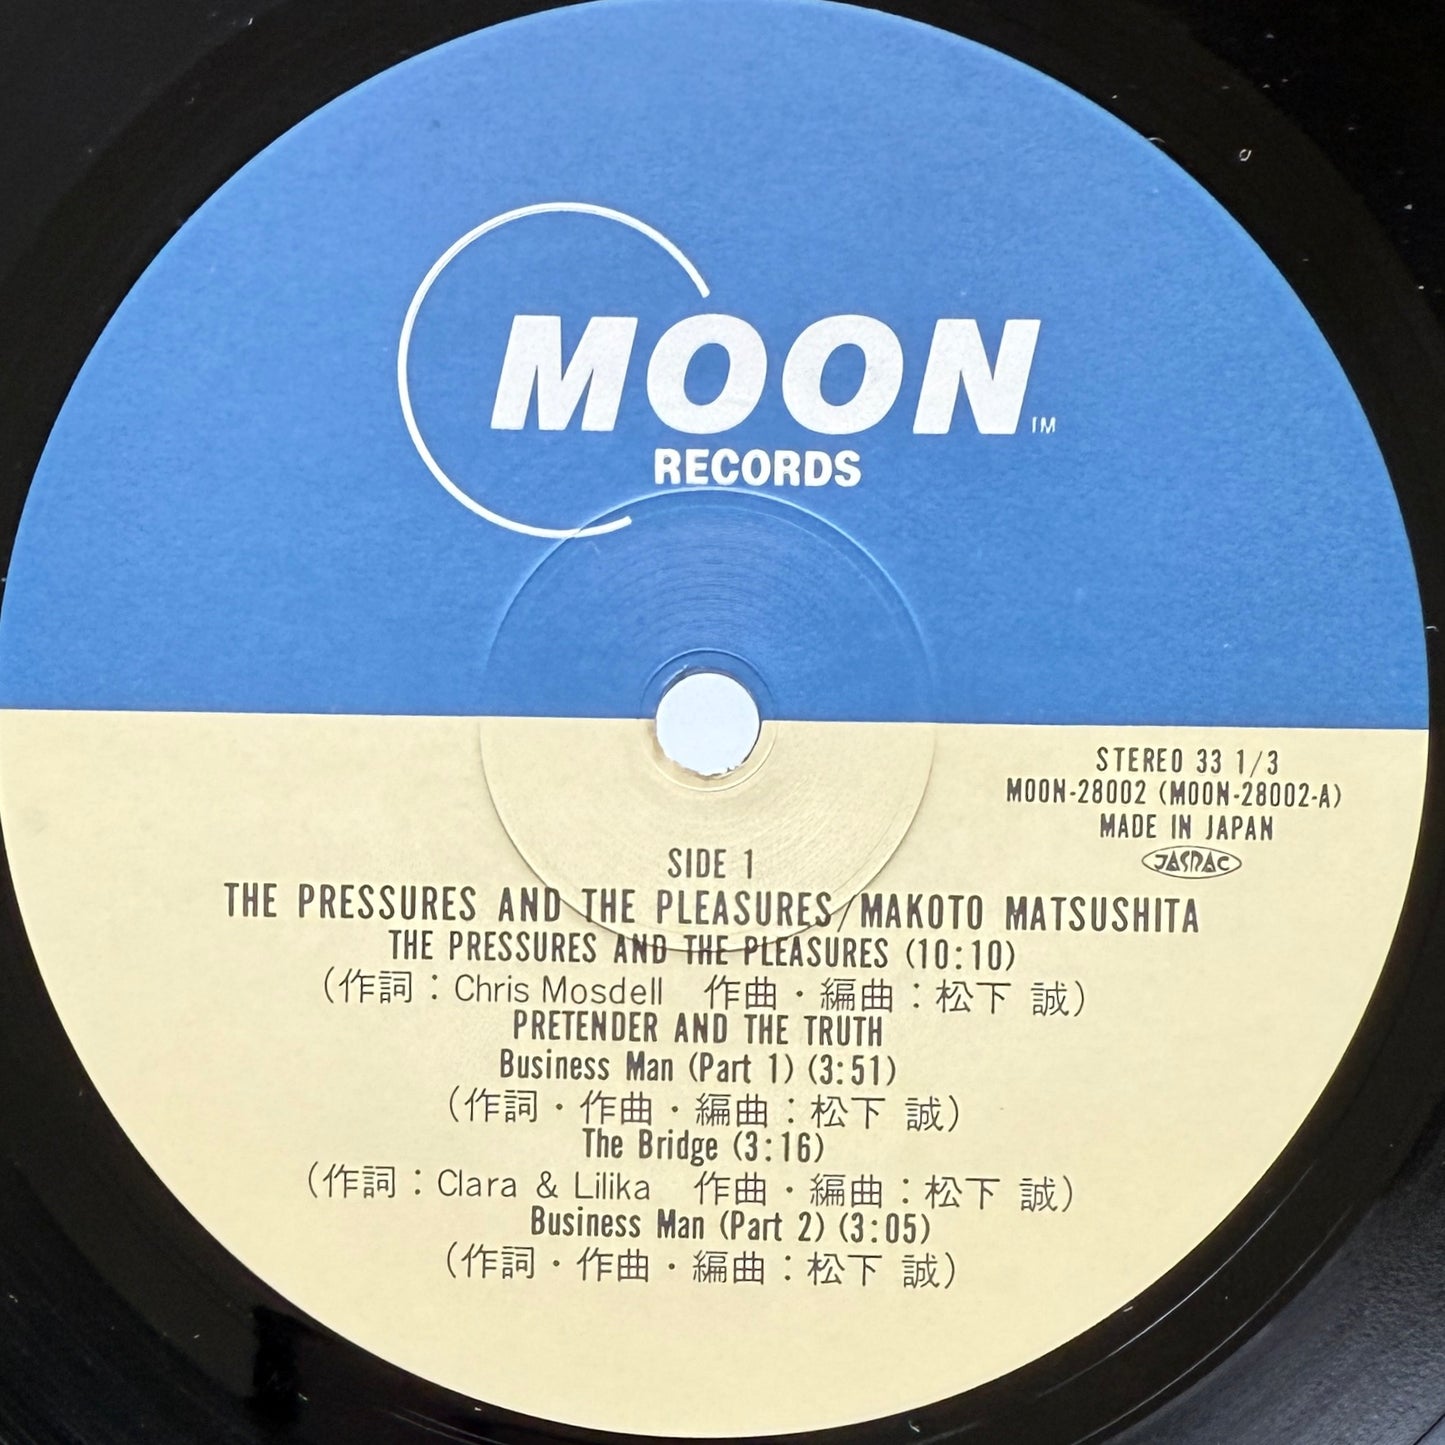 MOON TM
RECORDS
STEREO 33 1/3
MOON-28002 (MOON-28002-A)
MADE IN JAPAN
JASRAC
SIDE 1
THE PRESSURES AND THE PLEASURES/MAKOTO MATSUSHITA
THE PRESSURES AND THE PLEASURES (10:10)
(作詞：Chris Mosdell 作曲・編曲：松下 誠)
PRETENDER AND THE TRUTH
Business Man (Part 1) (3:51)
(作詞・作曲・編曲：松下 誠)
The Bridge (3:16)
(作詞：Clara & Lilika 作曲・編曲：松下 誠)
Business Man (Part 2) (3:05)
(作詞・作曲・編曲：松下 誠)